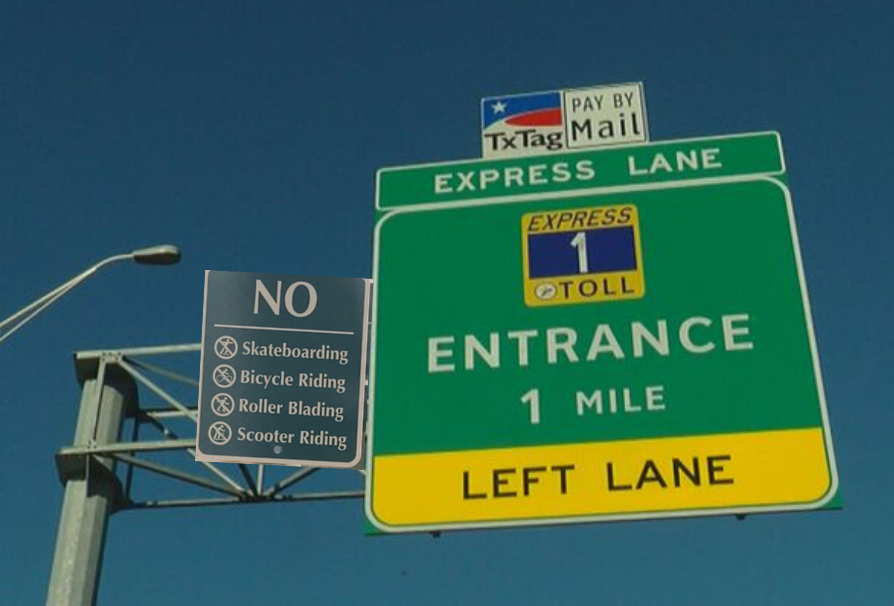 TxTag
PAY BY
Mail
EXPRESS LANE
EXPRESS
1
TOLL
ENTRANCE
1 MILE
LEFT LANE
NO
Skateboarding
Bicycle Riding
Roller Blading
Scooter Riding